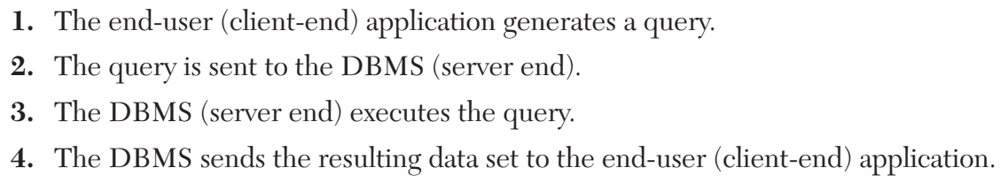 1. The end-user (client-end) application generates a query.
2. The query is sent to the DBMS (server end).
3. The DBMS (server end) executes the query.
4. The DBMS sends the resulting data set to the end-user (client-end) application.